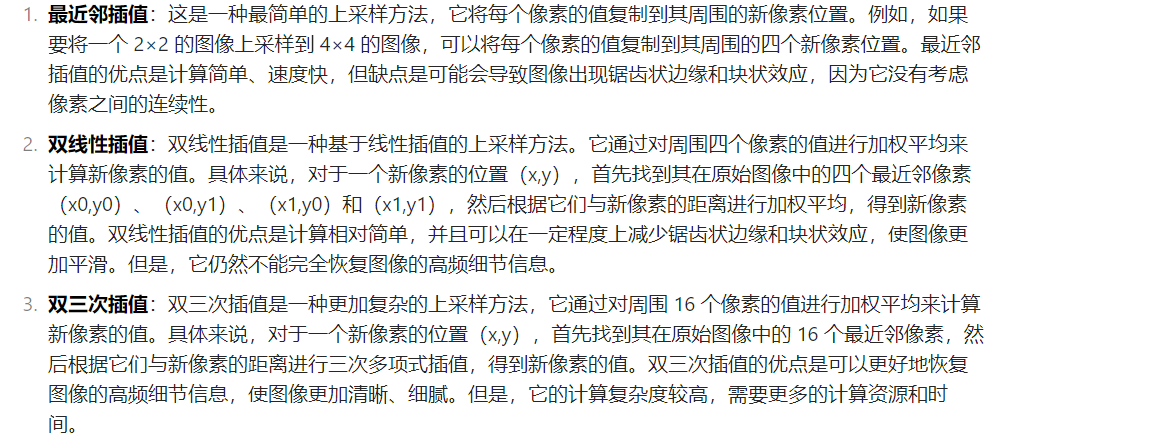 1. 最近邻插值：这是一种最简单的上采样方法，它将每个像素的值复制到其周围的新像素位置。例如，如果
要将一个 2×2 的图像上采样到 4×4 的图像，可以将每个像素的值复制到其周围的四个新像素位置。最近邻
插值的优点是计算简单、速度快，但缺点是可能会导致图像出现锯齿状边缘和块状效应，因为它没有考虑
像素之间的连续性。
2. 双线性插值：双线性插值是一种基于线性插值的上采样方法。它通过对周围四个像素的值进行加权平均来
计算新像素的值。具体来说，对于一个新像素的位置（x,y），首先找到其在原始图像中的四个最近邻像素
（x0,y0）、（x0,y1）、（x1,y0）和（x1,y1），然后根据它们与新像素的距离进行加权平均，得到新像素
的值。双线性插值的优点是计算相对简单，并且可以在一定程度上减少锯齿状边缘和块状效应，使图像更
加平滑。但是，它仍然不能完全恢复图像的高频细节信息。
3. 双三次插值：双三次插值是一种更加复杂的上采样方法，它通过对周围 16 个像素的值进行加权平均来计算
新像素的值。具体来说，对于一个新像素的位置（x,y），首先找到其在原始图像中的 16 个最近邻像素，然
后根据它们与新像素的距离进行三次多项式插值，得到新像素的值。双三次插值的优点是可以更好地恢复
图像的高频细节信息，使图像更加清晰、细腻。但是，它的计算复杂度较高，需要更多的计算资源和时
间。